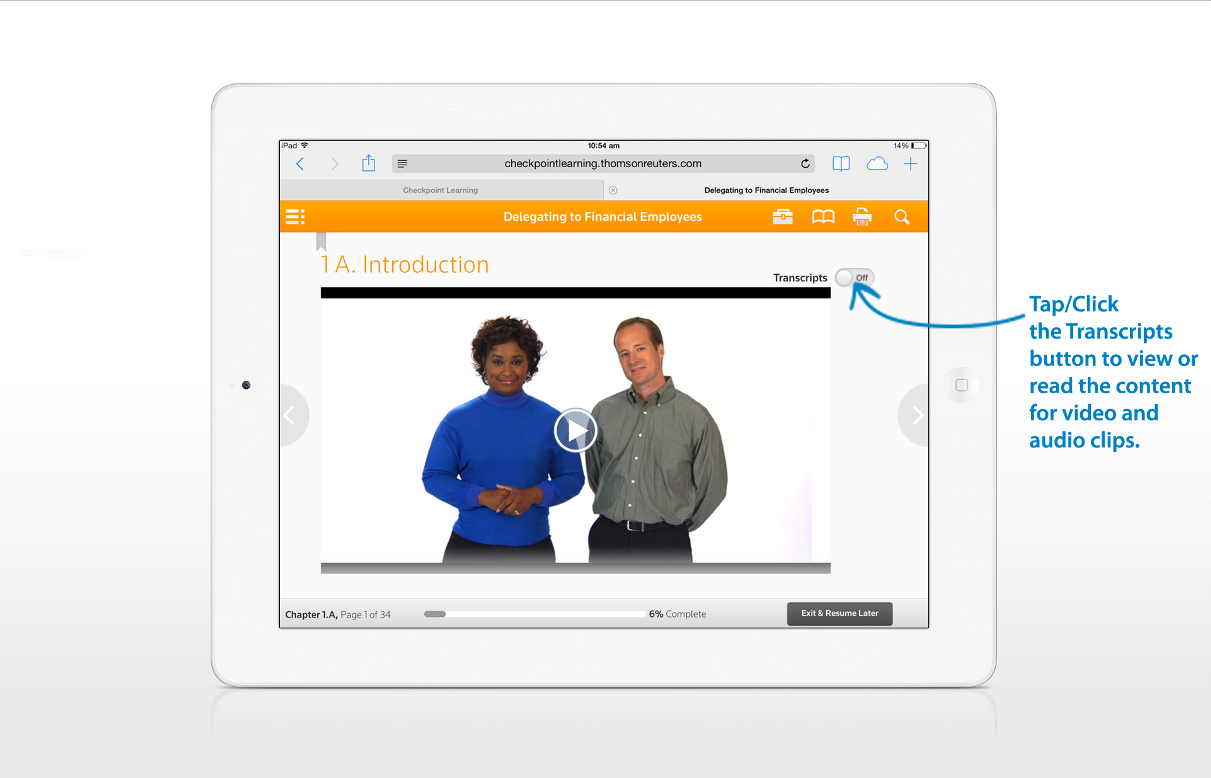 iPad
10:54 am
14%
checkpointlearning.thomsonreuters.com
Checkpoint Learning
Delegating to Financial Employees
Delegating to Financial Employees
1 A. Introduction
Transcripts
Off
Tap/Click
the Transcripts
button to view or
read the content
for video and
audio clips.
Chapter 1.A, Page 1 of 34
6% Complete
Exit & Resume Later